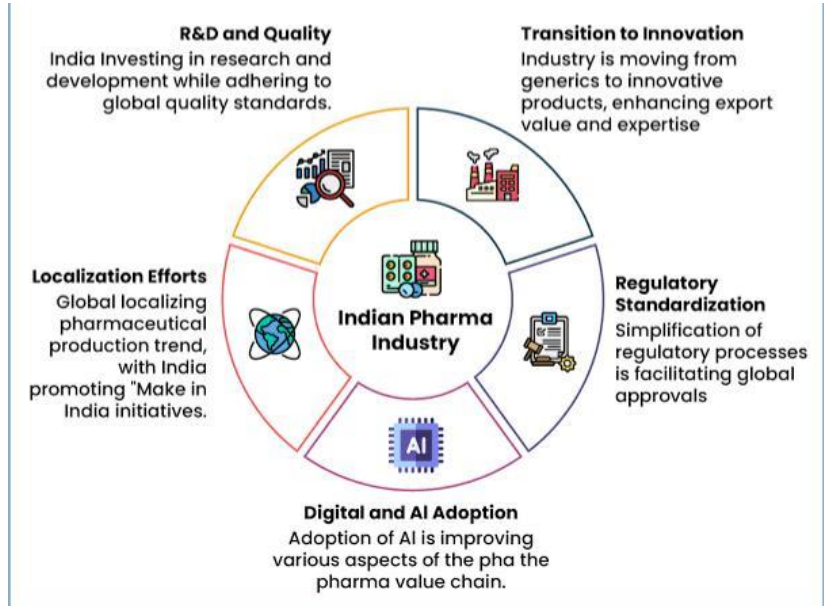 R&D and Quality
India Investing in research and
development while adhering to
global quality standards.
Transition to Innovation
Industry is moving from
generics to innovative
products, enhancing export
value and expertise
Localization Efforts
Global localizing
pharmaceutical
production trend,
with India
promoting "Make in
India initiatives.
Indian Pharma
Industry
Regulatory
Standardization
Simplification of
regulatory processes
is facilitating global
approvals
AI
Digital and AI Adoption
Adoption of AI is improving
various aspects of the pha the
pharma value chain.